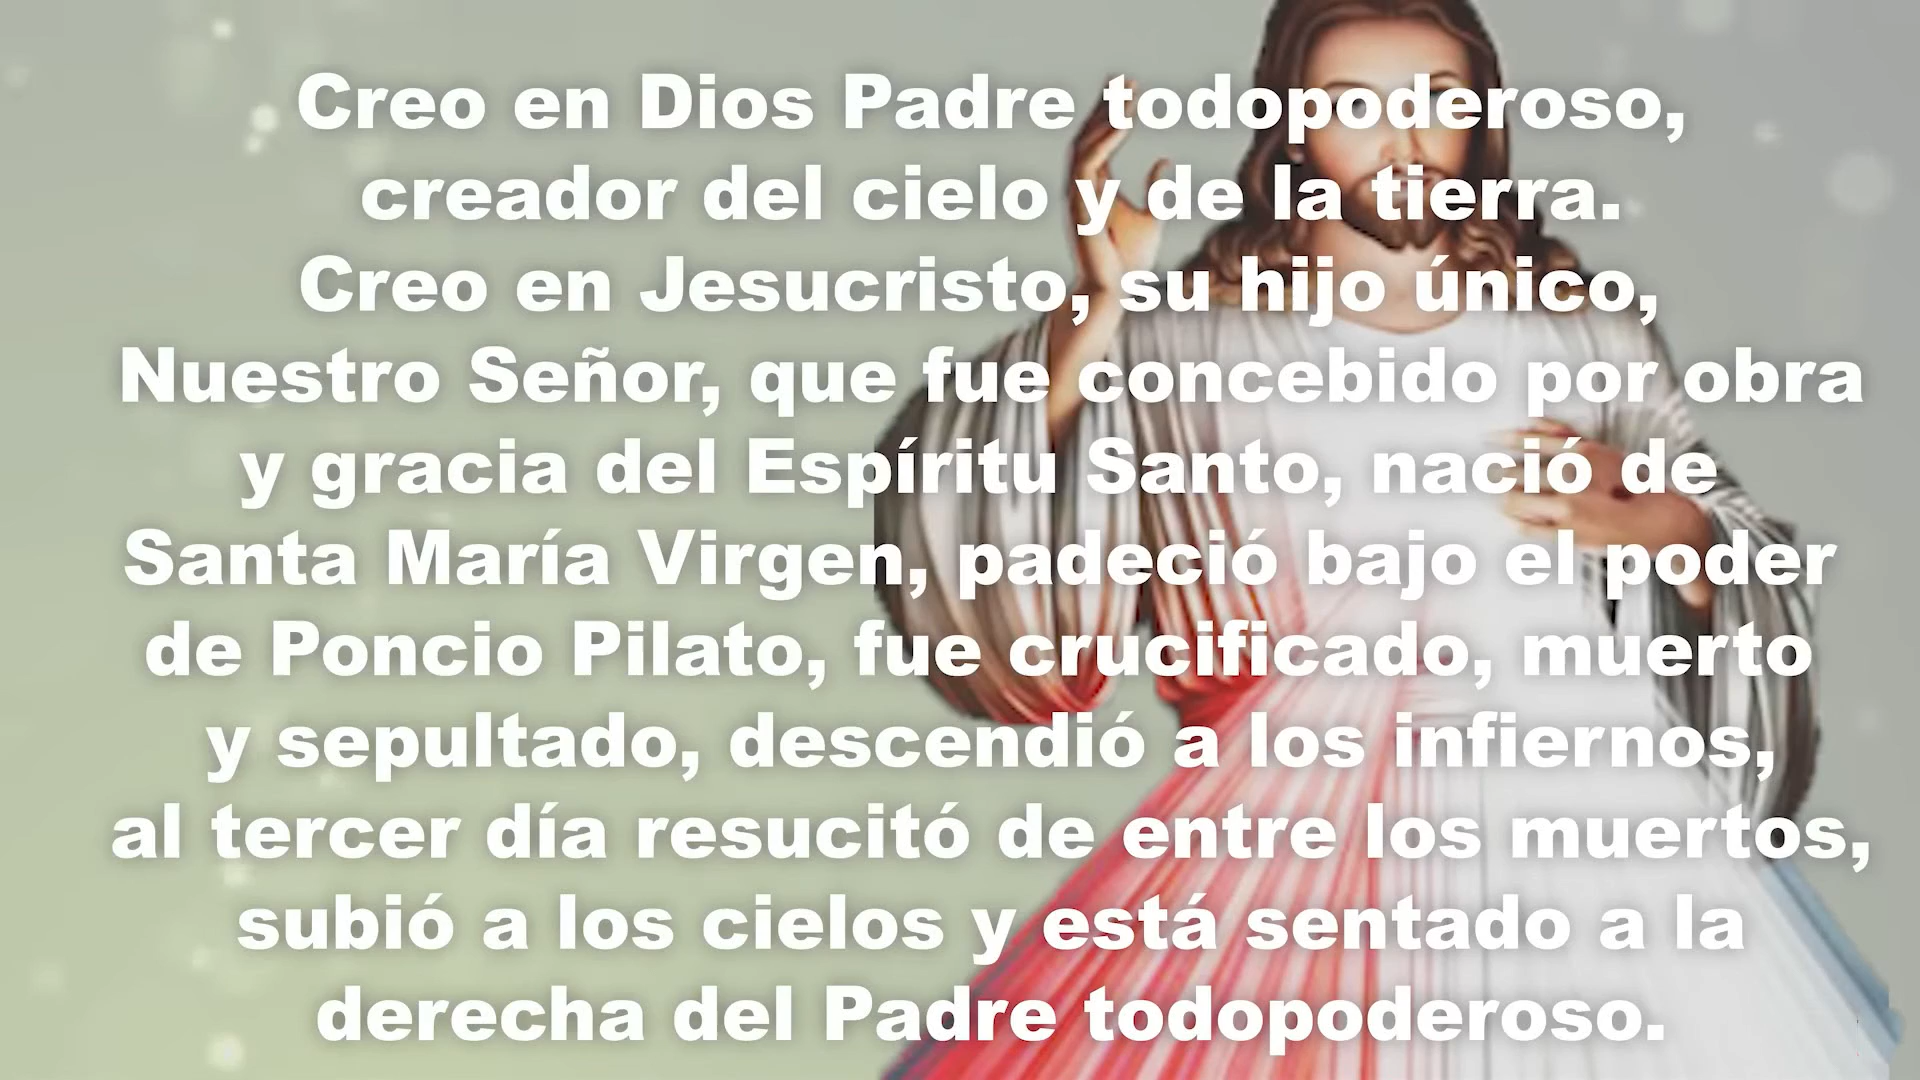 Creo en Dios Padre todopoderoso,
creador del cielo y de la tierra.
Creo en Jesucristo, su hijo único,
Nuestro Señor, que fue concebido por obra
y gracia del Espíritu Santo, nació de
Santa María Virgen, padeció bajo el poder
de Poncio Pilato, fue crucificado, muerto
y sepultado, descendió a los infiernos,
al tercer día resucitó de entre los muertos,
subió a los cielos y está sentado a la
derecha del Padre todopoderoso.